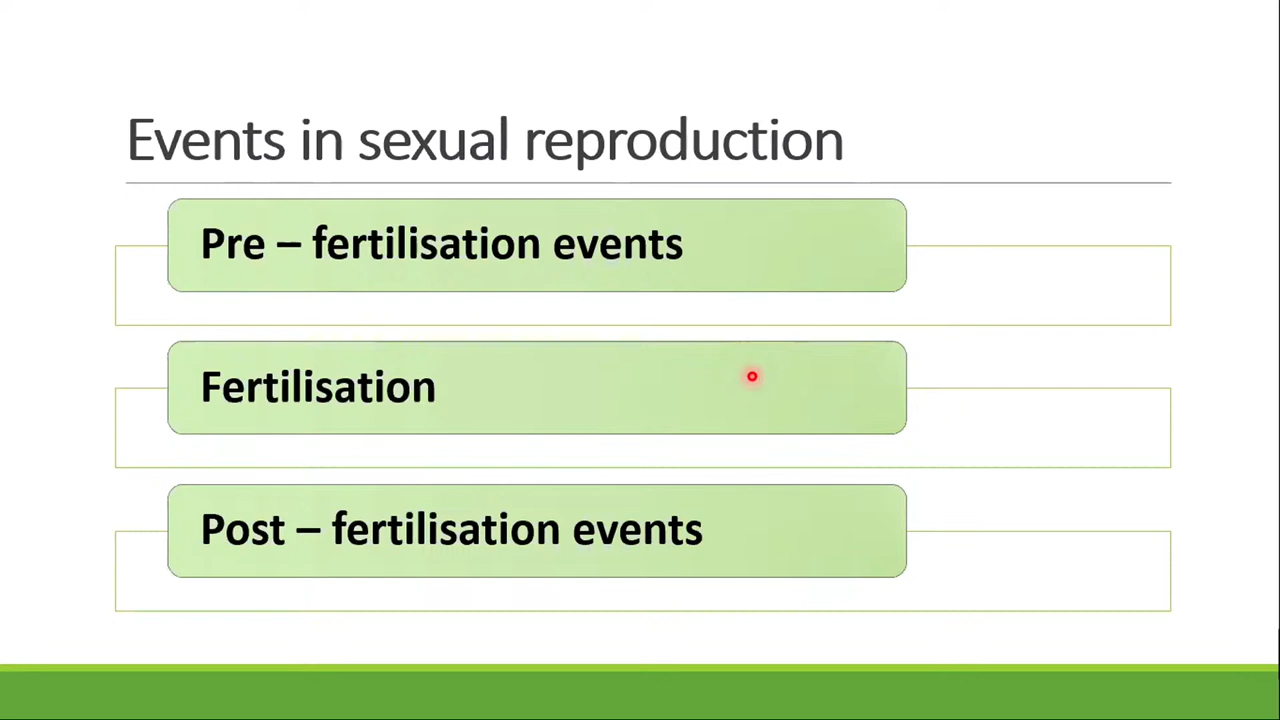 Events in sexual reproduction
Pre – fertilisation events
Fertilisation
Post – fertilisation events